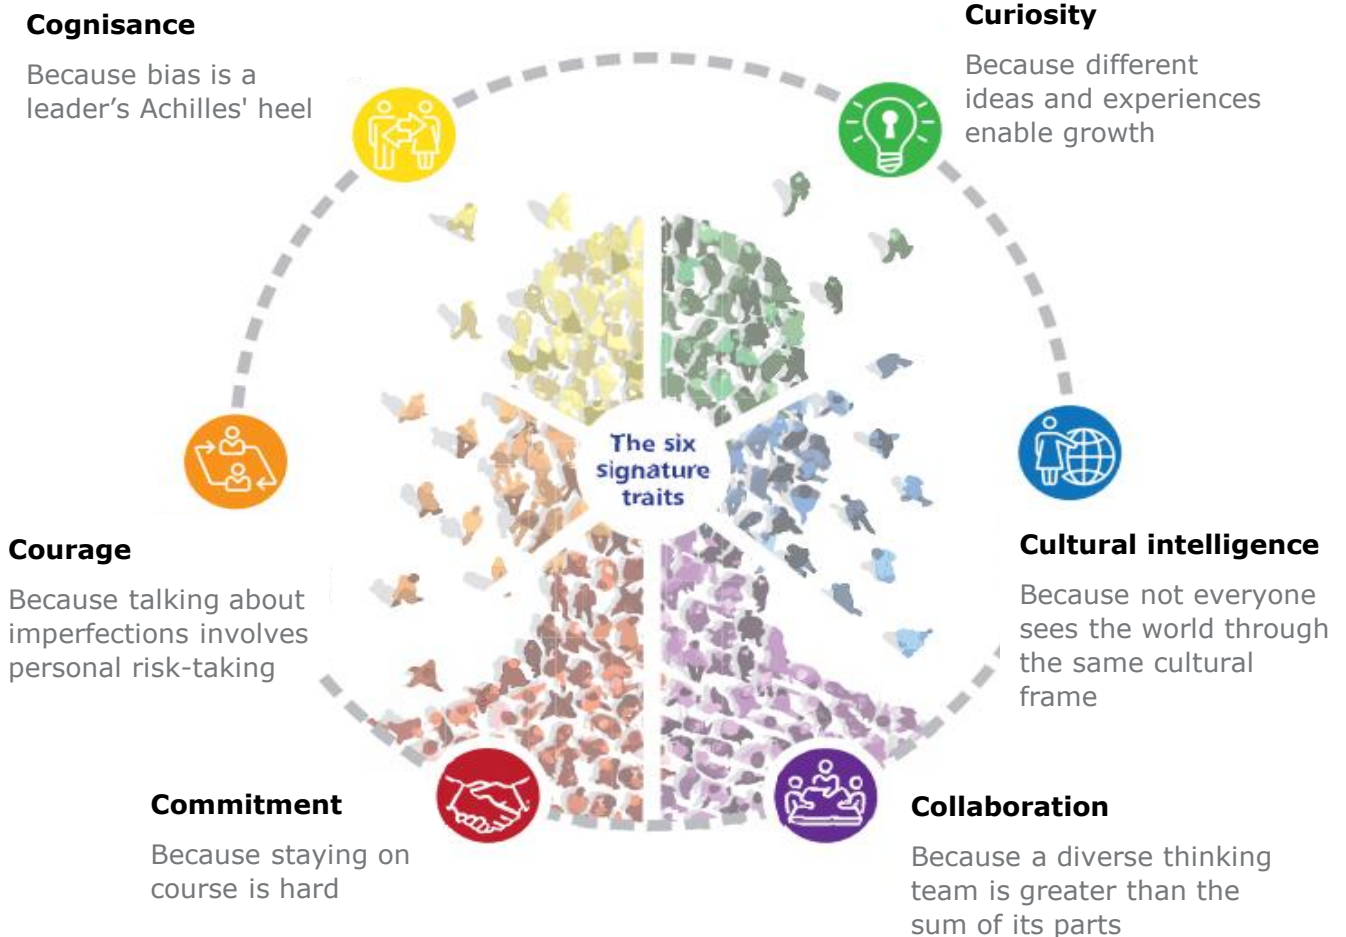 Cognisance
Because bias is a
leader’s Achilles' heel
Curiosity
Because different
ideas and experiences
enable growth
The six
signature
traits
Courage
Because talking about
imperfections involves
personal risk-taking
Cultural intelligence
Because not everyone
sees the world through
the same cultural
frame
Commitment
Because staying on
course is hard
Collaboration
Because a diverse thinking
team is greater than the
sum of its parts